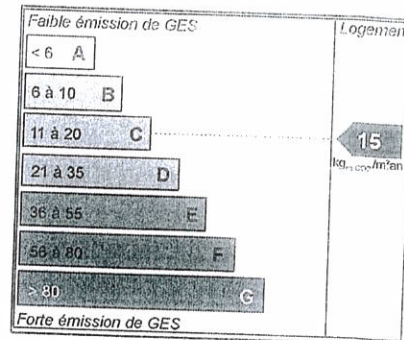 Faible émission de GES
Logement
< 6 A
6 à 10 B
11 à 20 C
15
21 à 35 D
36 à 55 E
56 à 80 F
> 80 G
Forte émission de GES